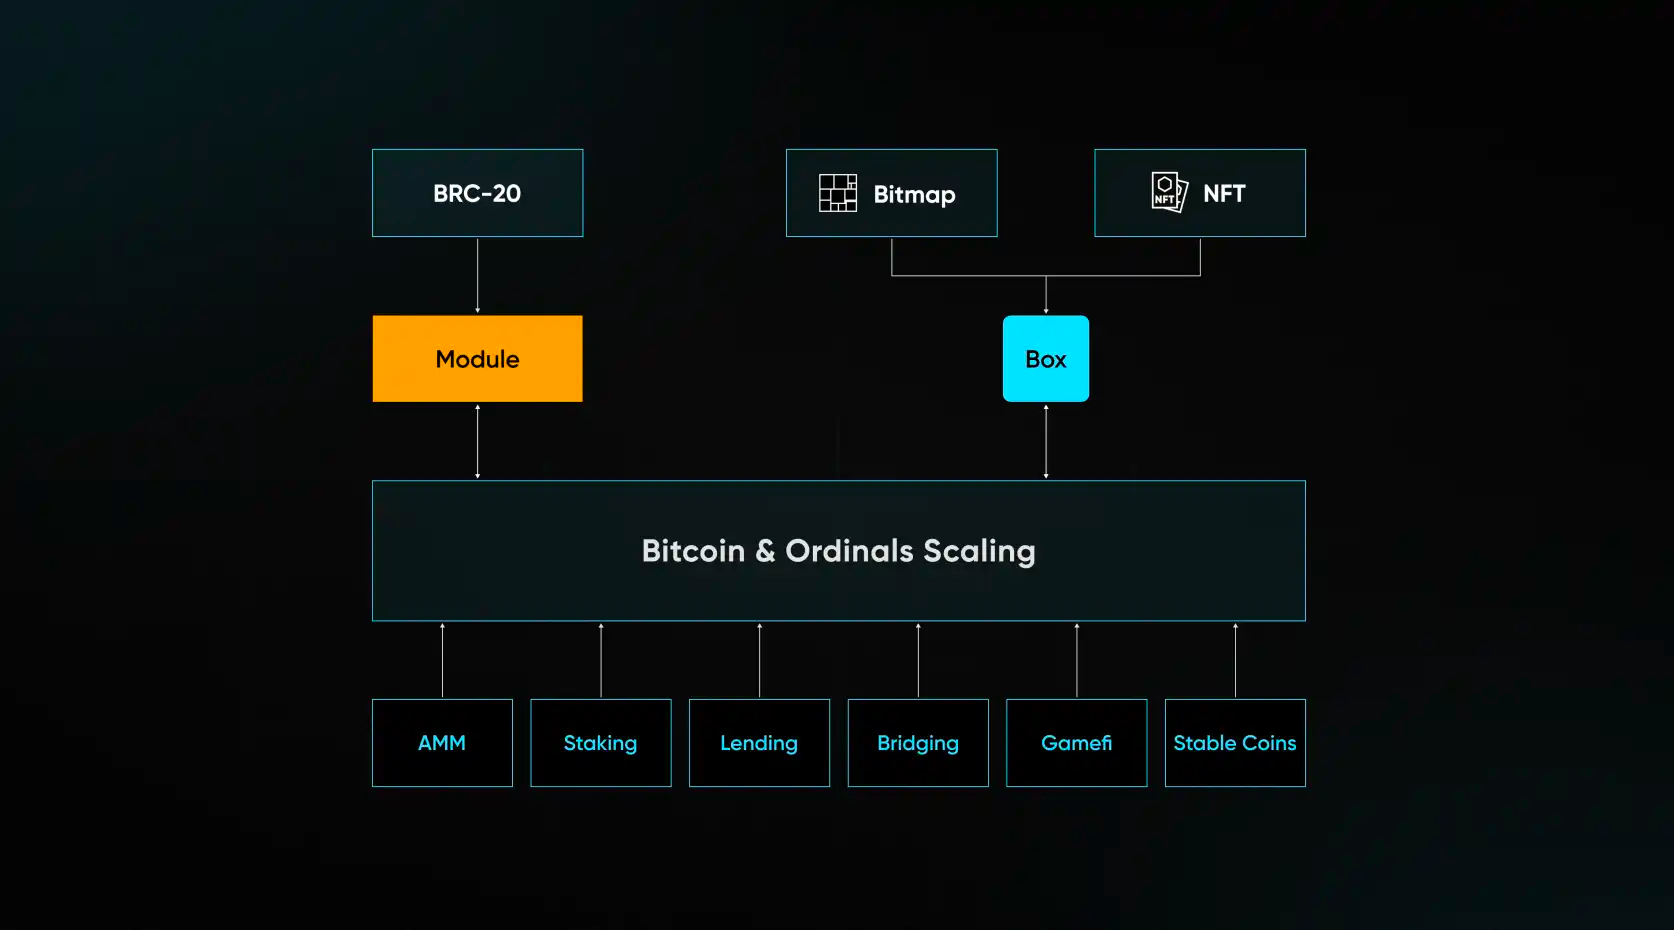 BRC-20
Bitmap
NFT
NFT
Module
Box
Bitcoin & Ordinals Scaling
AMM
Staking
Lending
Bridging
Gamefi
Stable Coins